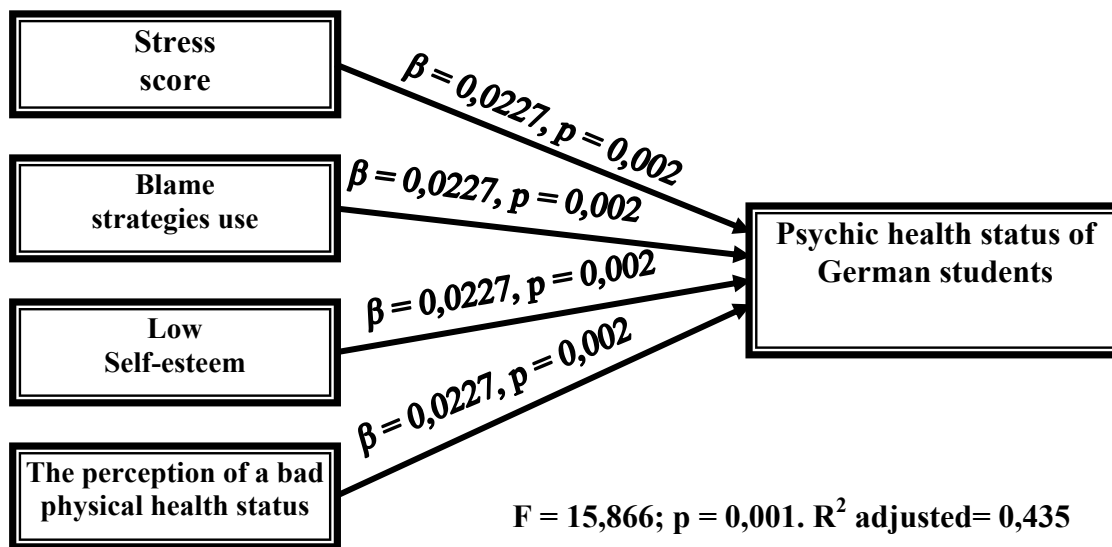 Stress
score
β = 0,0227, p = 0,002
Blame
strategies use
β = 0,0227, p = 0,002
Psychic health status of
German students
Low
Self-esteem
β = 0,0227, p = 0,002
The perception of a bad
physical health status
β = 0,0227, p = 0,002
F = 15,866; p = 0,001. R² adjusted= 0,435